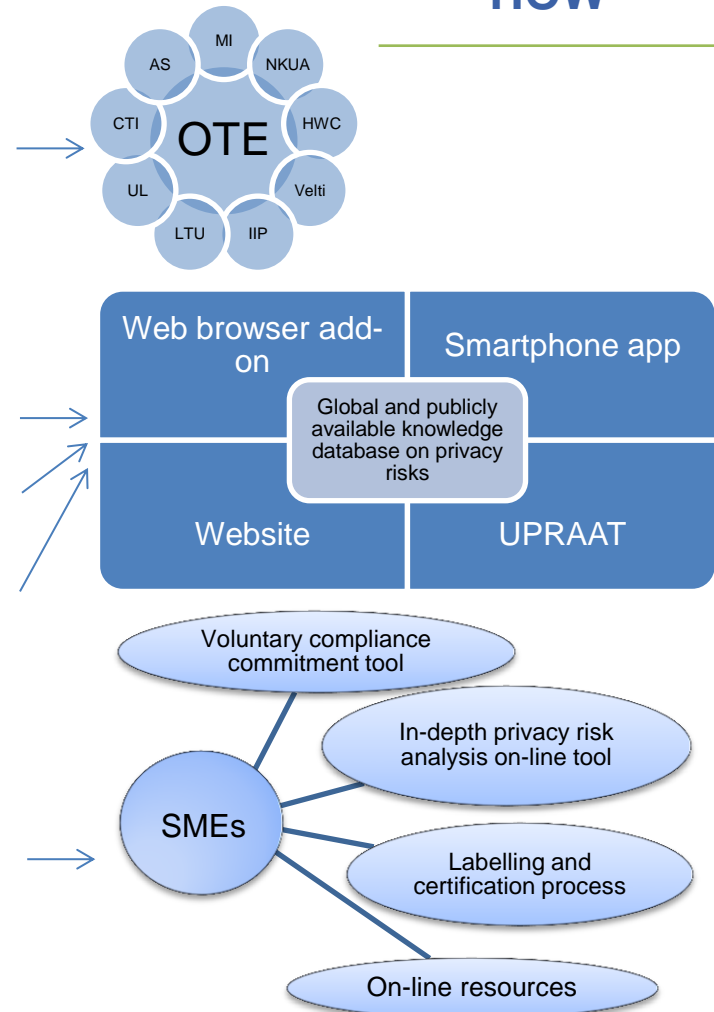 HOW
MI
AS
NKUA
CTI
OTE
HWC
UL
Velti
LTU
IIP
Web browser add-
on
Smartphone app
Global and publicly
available knowledge
database on privacy
risks
Website
UPRAAT
Voluntary compliance
commitment tool
In-depth privacy risk
analysis on-line tool
SMEs
Labelling and
certification process
On-line resources